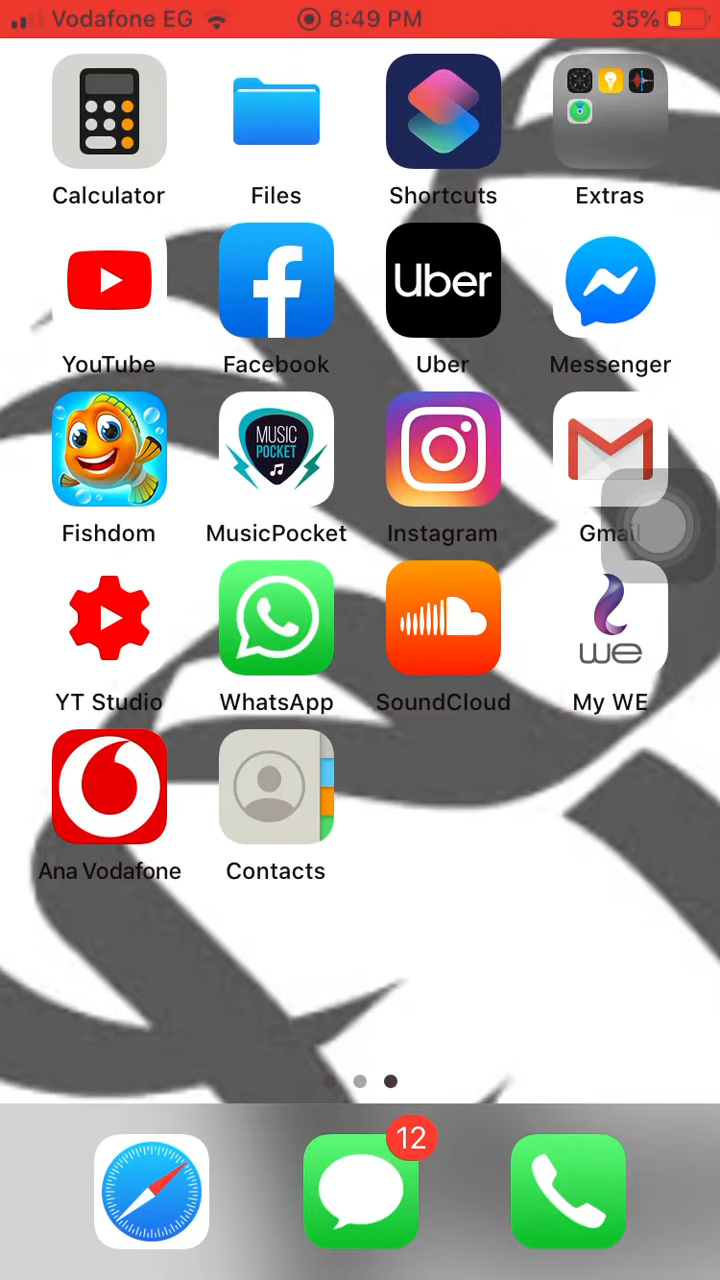 Vodafone EG 8:49 PM 35%
Calculator Files Shortcuts Extras
Uber
YouTube Facebook Uber Messenger
MUSIC
POCKET
Fishdom MusicPocket Instagram Gmail
we
YT Studio WhatsApp SoundCloud My WE
Ana Vodafone Contacts
12